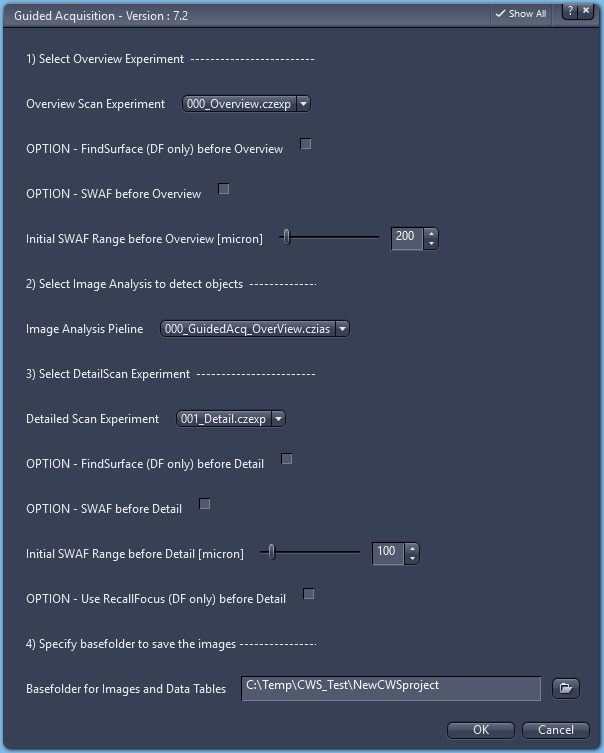 Guided Acquisition - Version : 7.2
Show All
?
1) Select Overview Experiment -------------------------
Overview Scan Experiment 000_Overview.czexp
OPTION - FindSurface (DF only) before Overview
OPTION - SWAF before Overview
Initial SWAF Range before Overview [micron] 200
2) Select Image Analysis to detect objects -------------
Image Analysis Pieline 000_GuidedAcq_OverView.czias
3) Select DetailScan Experiment ------------------------
Detailed Scan Experiment 001_Detail.czexp
OPTION - FindSurface (DF only) before Detail
OPTION - SWAF before Detail
Initial SWAF Range before Detail [micron] 100
OPTION - Use RecallFocus (DF only) before Detail
4) Specify basefolder to save the images ---------------
Basefolder for Images and Data Tables C:\Temp\CWS_Test\NewCWSproject
OK Cancel